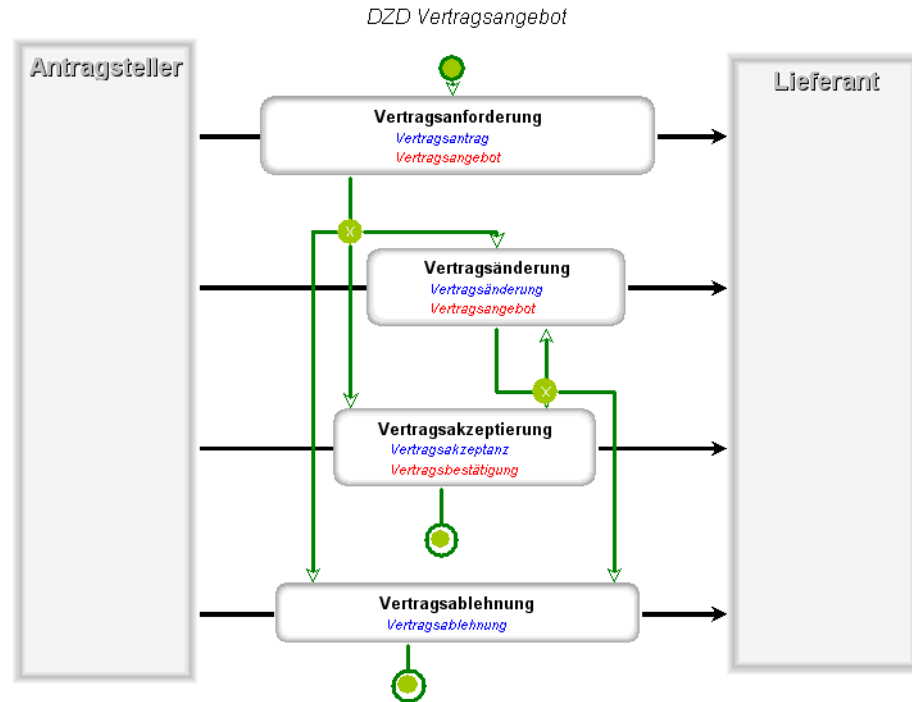 DZD Vertragsangebot
Antragsteller
Lieferant
Vertragsanforderung
Vertragsantrag
Vertragsangebot
X
Vertragsänderung
Vertragsänderung
Vertragsangebot
X
Vertragsakzeptierung
Vertragsakzeptanz
Vertragsbestätigung
Vertragsablehnung
Vertragsablehnung